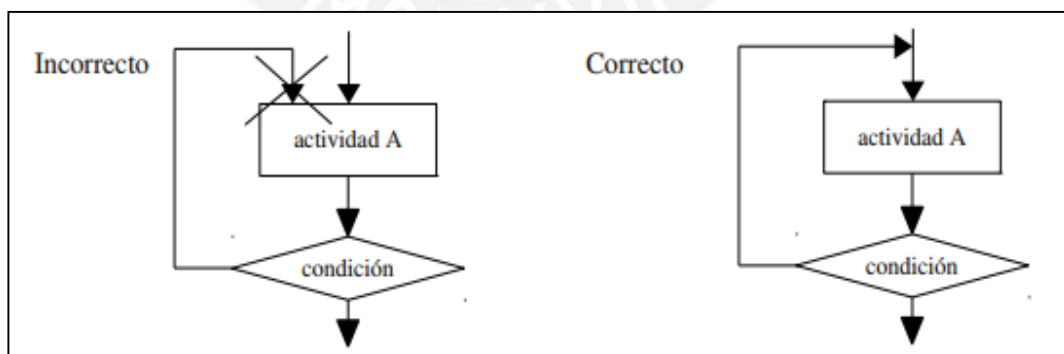 Incorrecto
actividad A
condición
Correcto
actividad A
condición